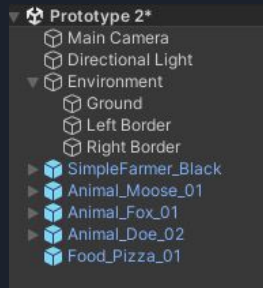 Prototype 2*
Main Camera
Directional Light
Environment
Ground
Left Border
Right Border
SimpleFarmer_Black
Animal_Moose_01
Animal_Fox_01
Animal_Doe_02
Food_Pizza_01